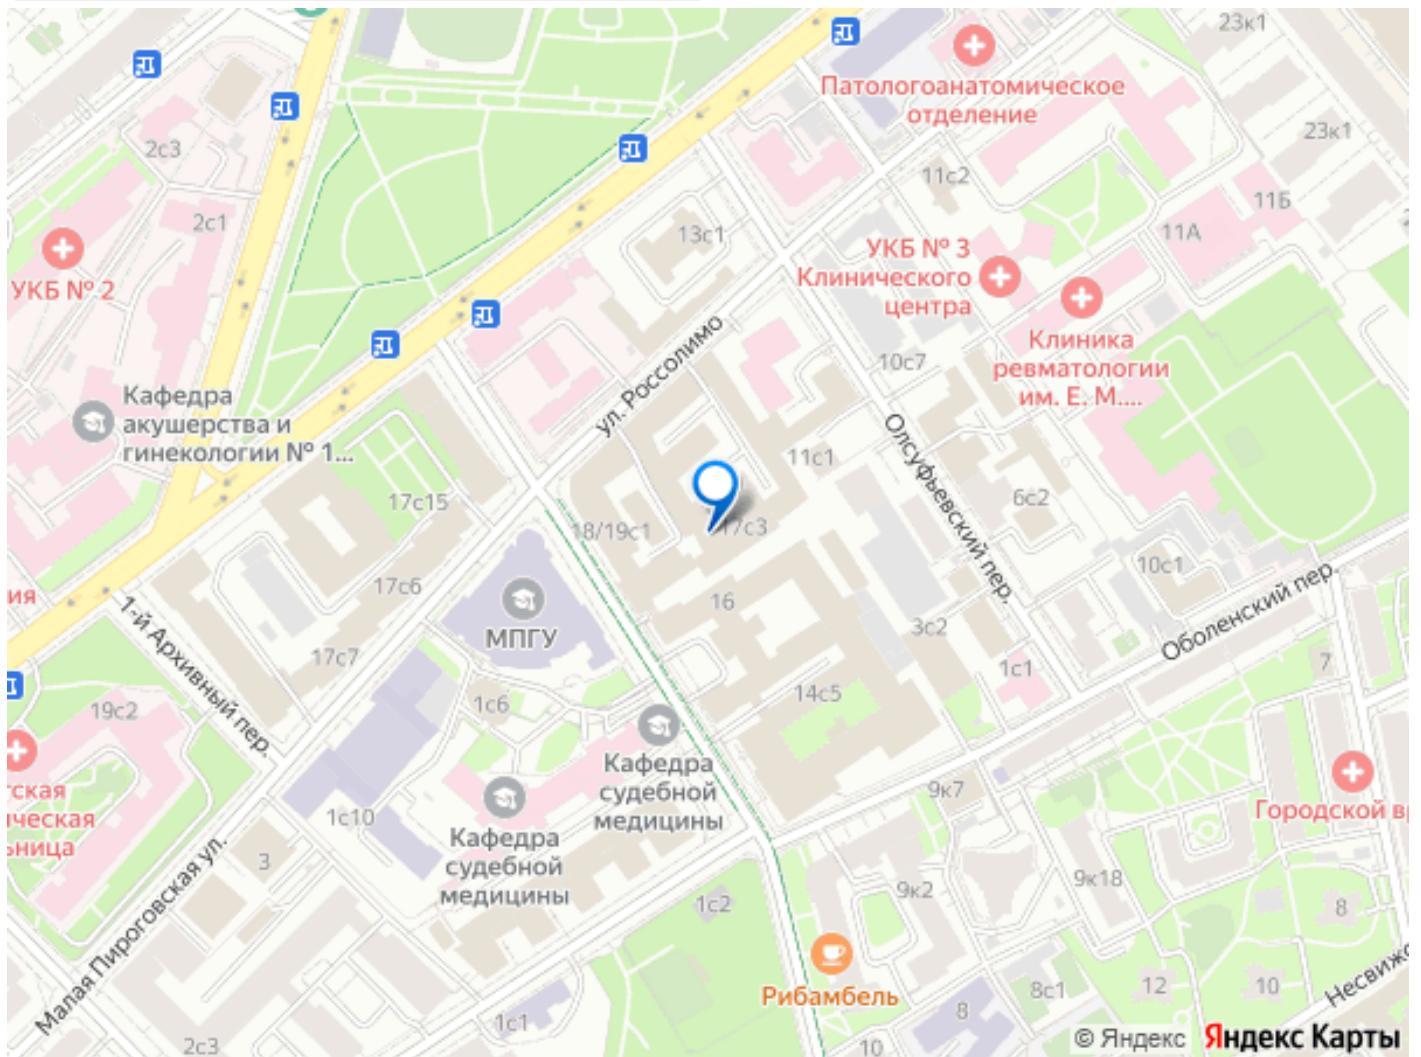 23к1
Патологоанатомическое
отделение
23к1
2с3
11с2
2с1
11Б
13с1
11А
УКБ № 3
Клинического
центра
УКБ № 2
ул. Россолимо
Клиника
ревматологии
им. Е. М....
10с7
Кафедра
акушерства и
гинекологии № 1...
Олсуфьевский пер.
11с1
17с15
6с2
18/19с1
17с3
10с1
17с6
ия
16
1-й Архивный пер.
МПГУ
3с2
Оболенский пер.
17с7
1с1
7
1с6
14с5
19с2
Кафедра
судебной
медицины
тская
ическая
ьница
9к7
Городской вр
1с10
Кафедра
судебной
медицины
3
Малая Пироговская ул.
9к18
9к2
1с2
8
Рибамбель
12
10
8с1
Несвижс
8
1с1
2с3
10
© Яндекс Яндекс Карты